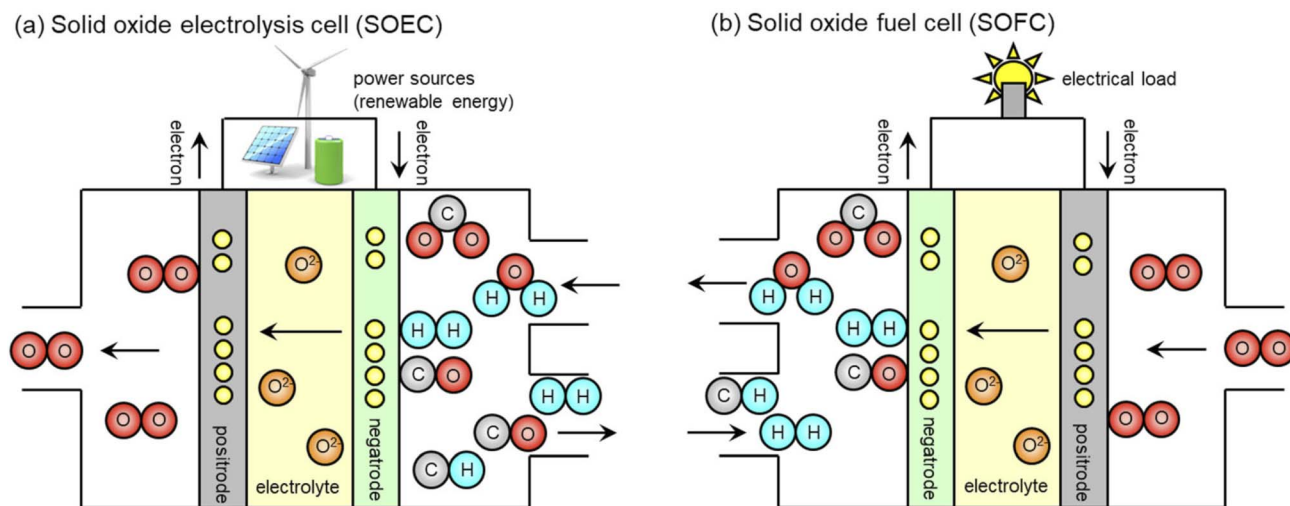 (a) Solid oxide electrolysis cell (SOEC)
power sources
(renewable energy)
electron
electron
C
O O
O
H H
O O
O2-
H H
C O
O O
O2-
H H
O O
O2-
C O
C H
positrode
electrolyte
negatrode
(b) Solid oxide fuel cell (SOFC)
electrical load
electron
electron
C
O O
O
H H
O2-
O O
H H
C O
O O
C H
O2-
H H
O O
O2-
negatrode
electrolyte
positrode